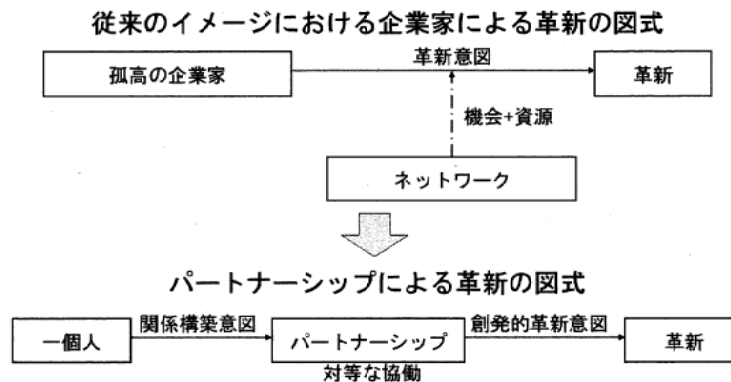 従来のイメージにおける企業家による革新の図式
革新意図
孤高の企業家
革新
機会+資源
ネットワーク
パートナーシップによる革新の図式
関係構築意図
創発的革新意図
一個人
パートナーシップ
革新
対等な協働